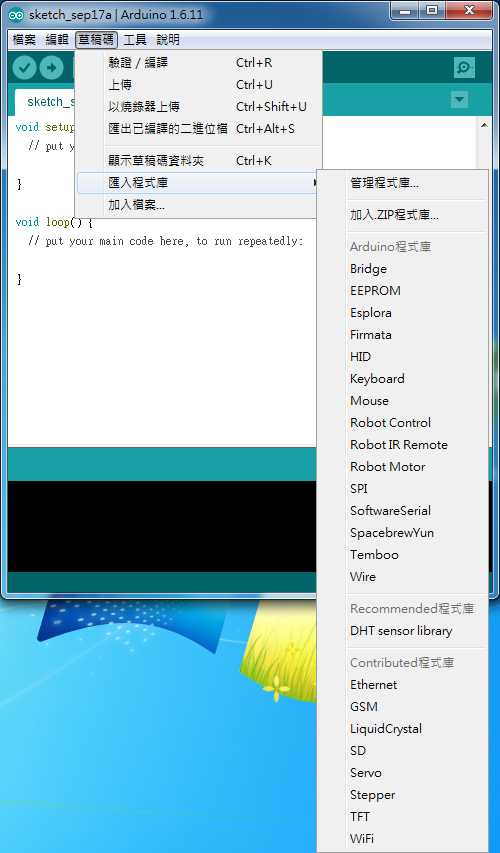 sketch_sep17a | Arduino 1.6.11
檔案 編輯 草稿碼 工具 說明
驗證 / 編譯 Ctrl+R
上傳 Ctrl+U
以燒錄器上傳 Ctrl+Shift+U
匯出已編譯的二進位檔 Ctrl+Alt+S
顯示草稿碼資料夾 Ctrl+K
匯入程式庫
加入檔案...
sketch_s
void setup
// put y
}
void loop() {
// put your main code here, to run repeatedly:
}
管理程式庫...
加入.ZIP程式庫...
Arduino程式庫
Bridge
EEPROM
Esplora
Firmata
HID
Keyboard
Mouse
Robot Control
Robot IR Remote
Robot Motor
SPI
SoftwareSerial
SpacebrewYun
Temboo
Wire
Recommended程式庫
DHT sensor library
Contributed程式庫
Ethernet
GSM
LiquidCrystal
SD
Servo
Stepper
TFT
WiFi